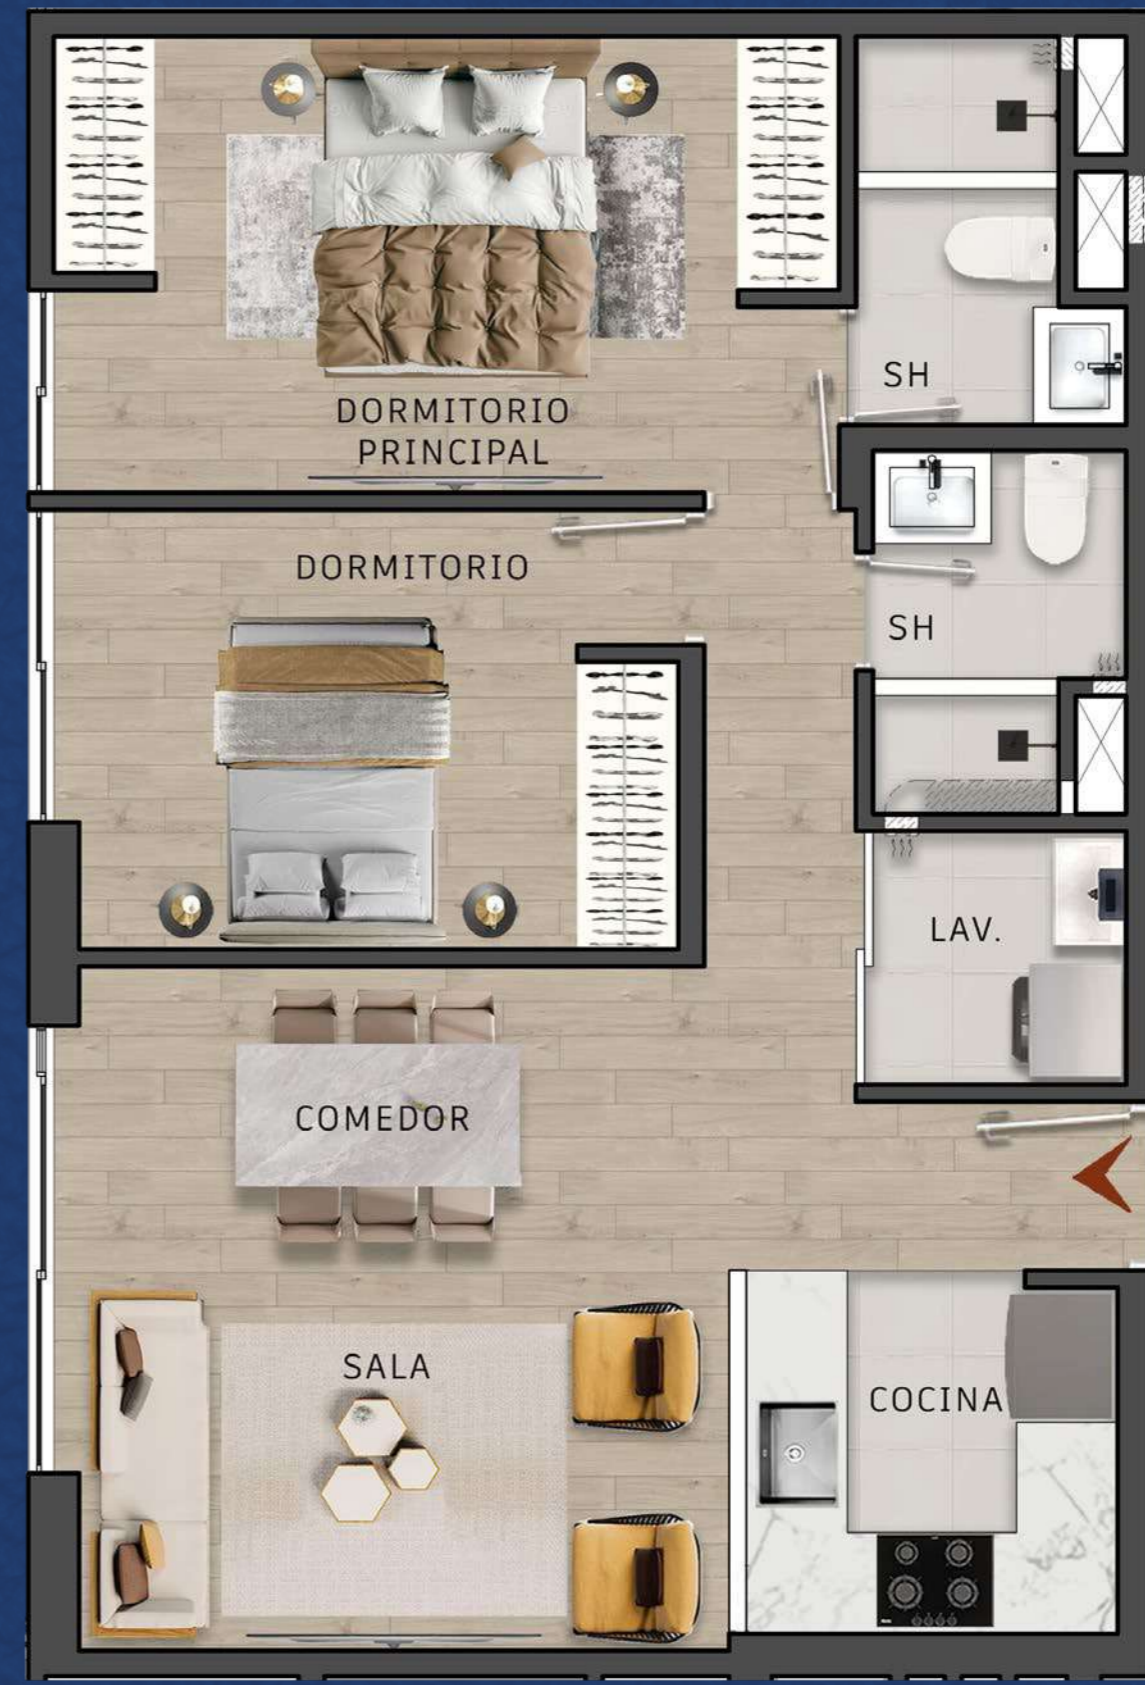 SH
DORMITORIO
PRINCIPAL
DORMITORIO
SH
LAV.
COMEDOR
SALA
COCINA